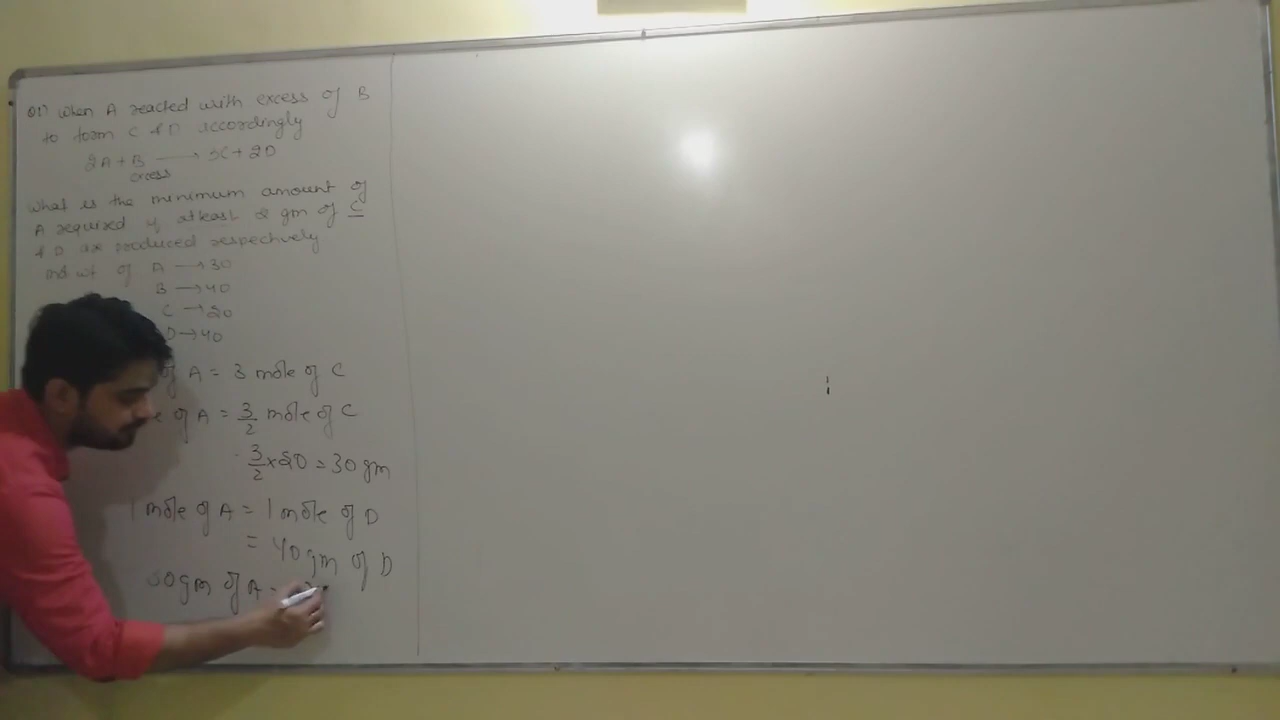 Q1) When A reacted with excess of B
to form C & D accordingly
2A + B ⟶ 3C + 2D
excess
What is the minimum amount of
A required if atleast 2 gm of C
& D are produced respectively
wt of A ⟶ 30
B ⟶ 40
C ⟶ 20
D ⟶ 40
of A = 3 mole of C
of A = 3/2 mole of C
3/2 × 20 = 30 gm
1 mole of A = 1 mole of D
= 40 gm of D
gm of A =